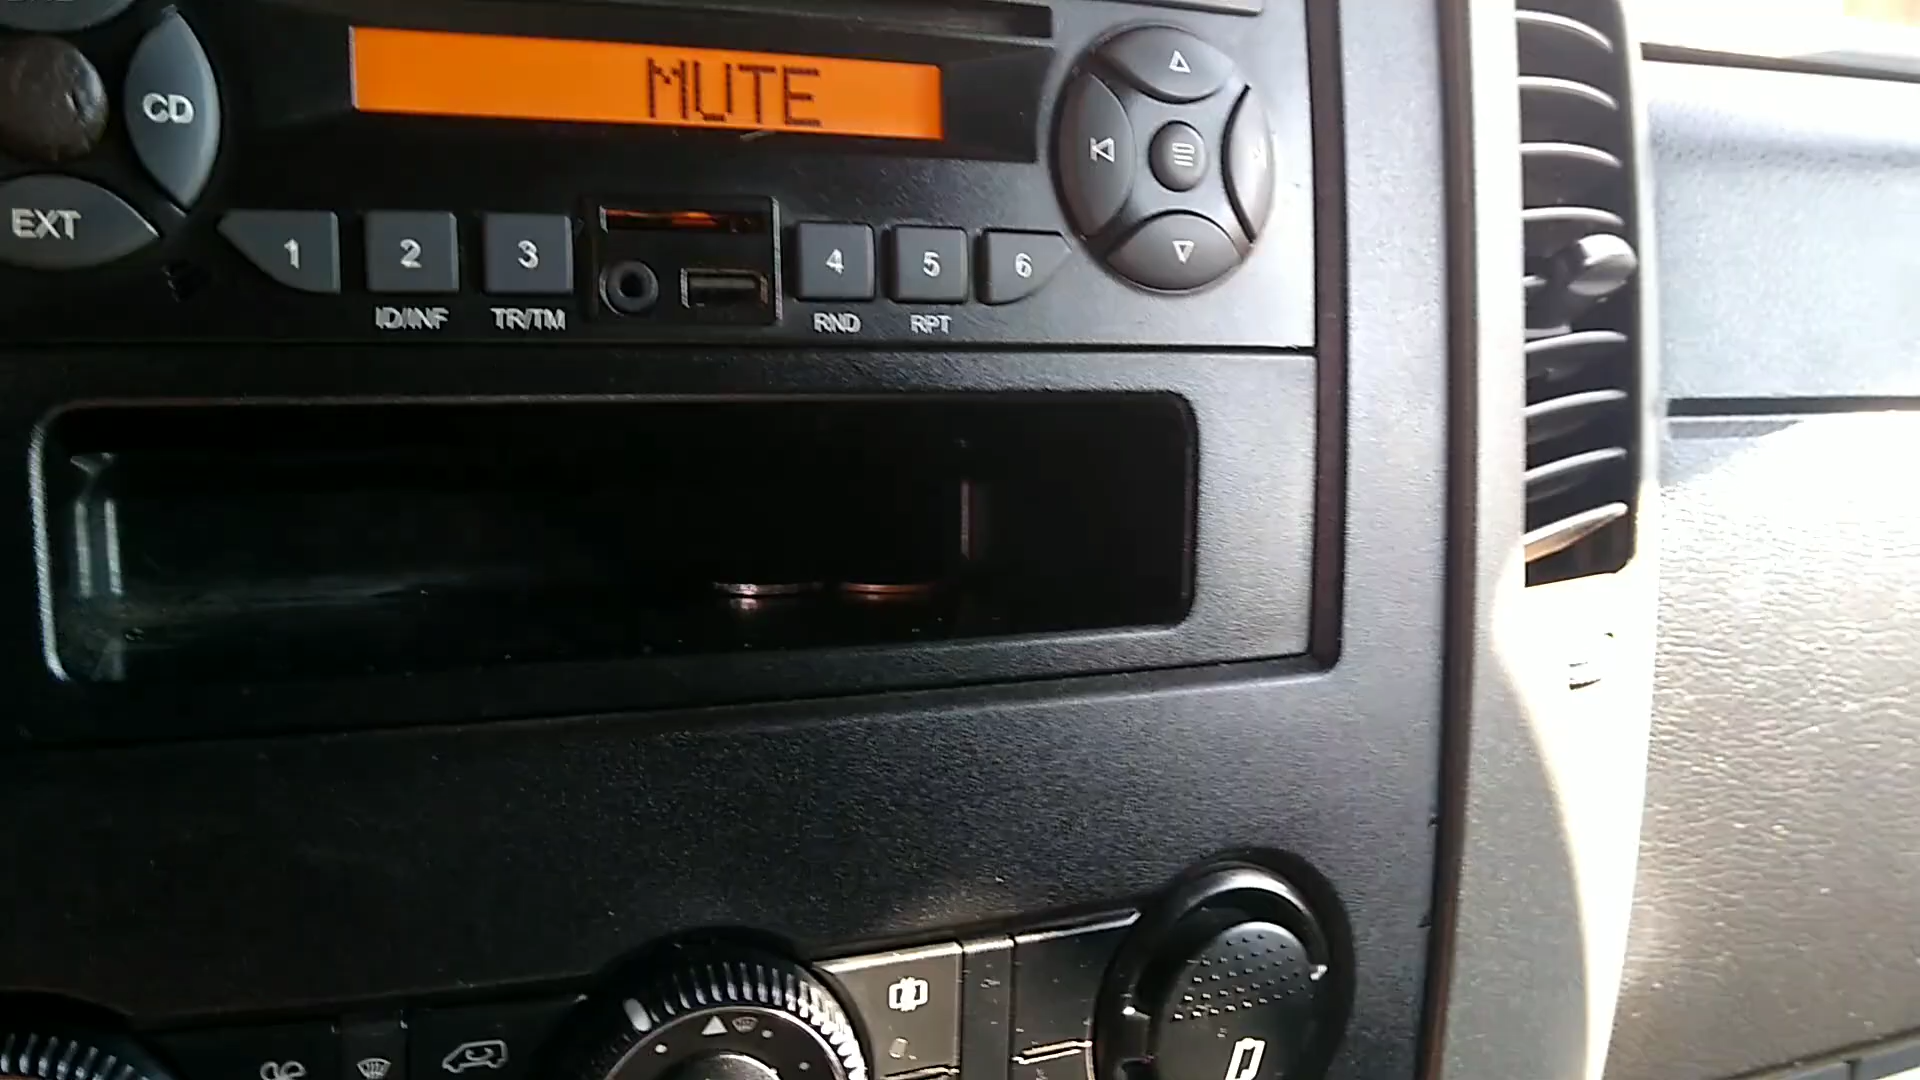 MUTE
CD
EXT
1 2 3 4 5 6
ID/INF TR/TM RND RPT